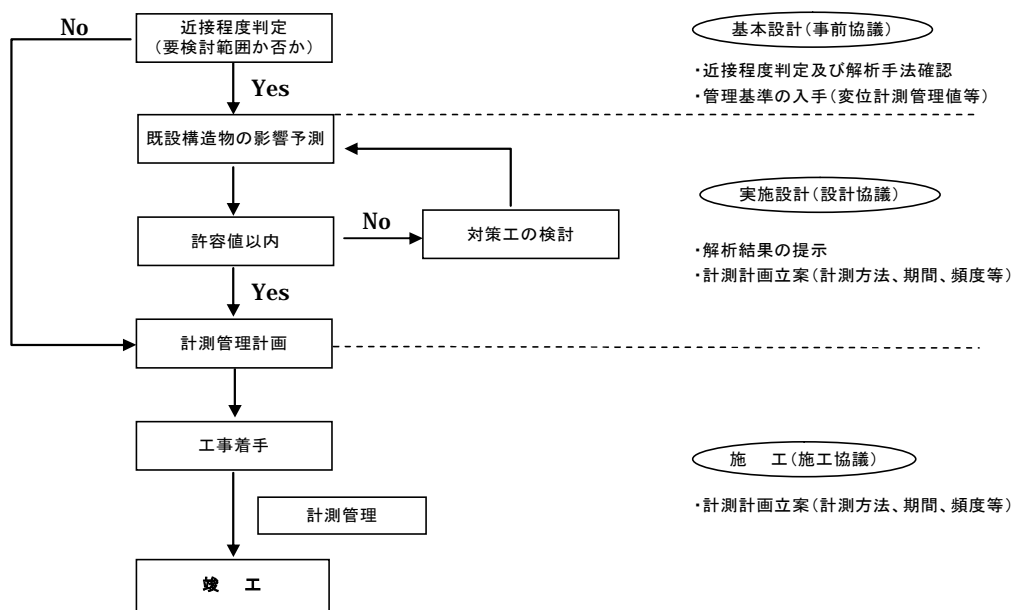 近接程度判定
(要検討範囲か否か)
No
Yes
既設構造物の影響予測
許容値以内
No
対策工の検討
Yes
計測管理計画
工事着手
計測管理
竣 工
基本設計(事前協議)
・近接程度判定及び解析手法確認
・管理基準の入手(変位計測管理値等)
実施設計(設計協議)
・解析結果の提示
・計測計画立案(計測方法、期間、頻度等)
施 工(施工協議)
・計測計画立案(計測方法、期間、頻度等)